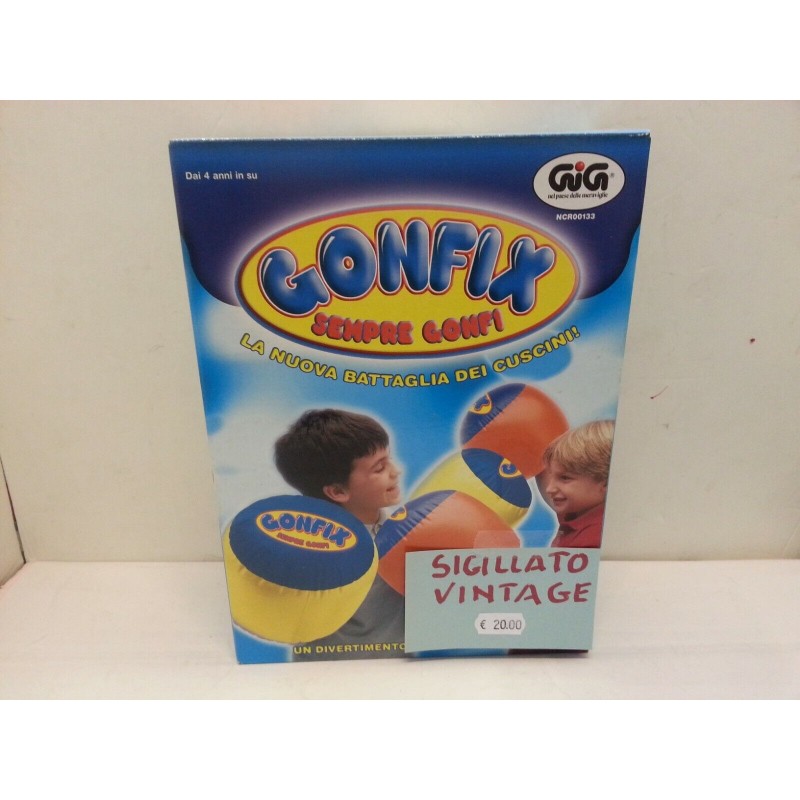 Dai 4 anni in su
GiG®
nel paese delle meraviglie
NCR00133
GONFIX
SEMPRE GONFI
LA NUOVA BATTAGLIA DEI CUSCINI!
GONFIX
SEMPRE GONFI
SIGILLATO
VINTAGE
€ 20.00
UN DIVERTIMENTO